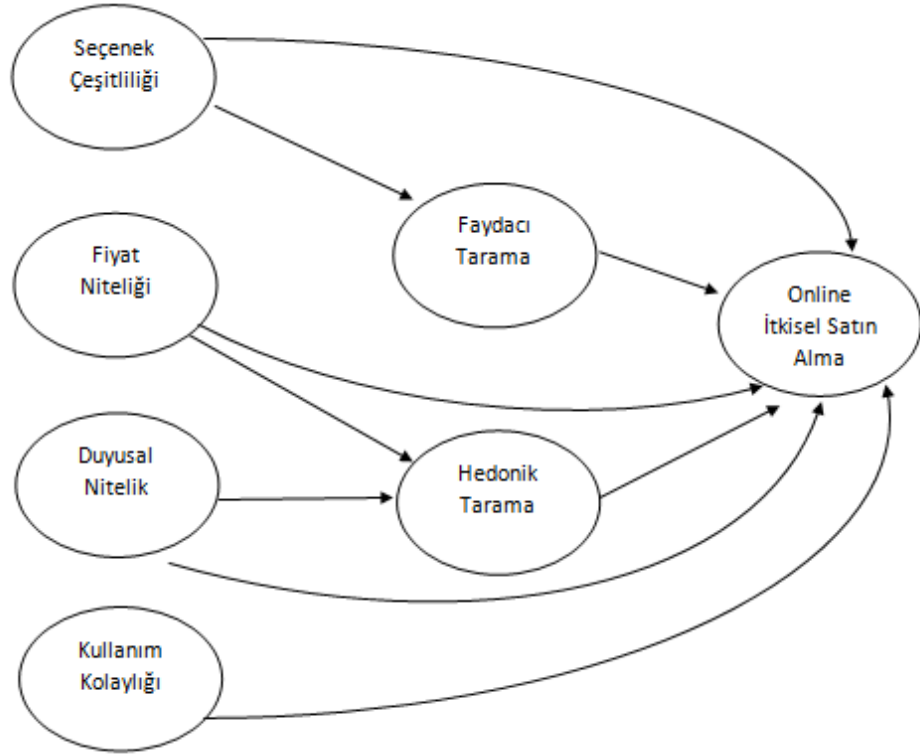 Seçenek
Çeşitliliği
Faydacı
Tarama
Fiyat
Niteliği
Online
İtkisel Satın
Alma
Duyusal
Nitelik
Hedonik
Tarama
Kullanım
Kolaylığı